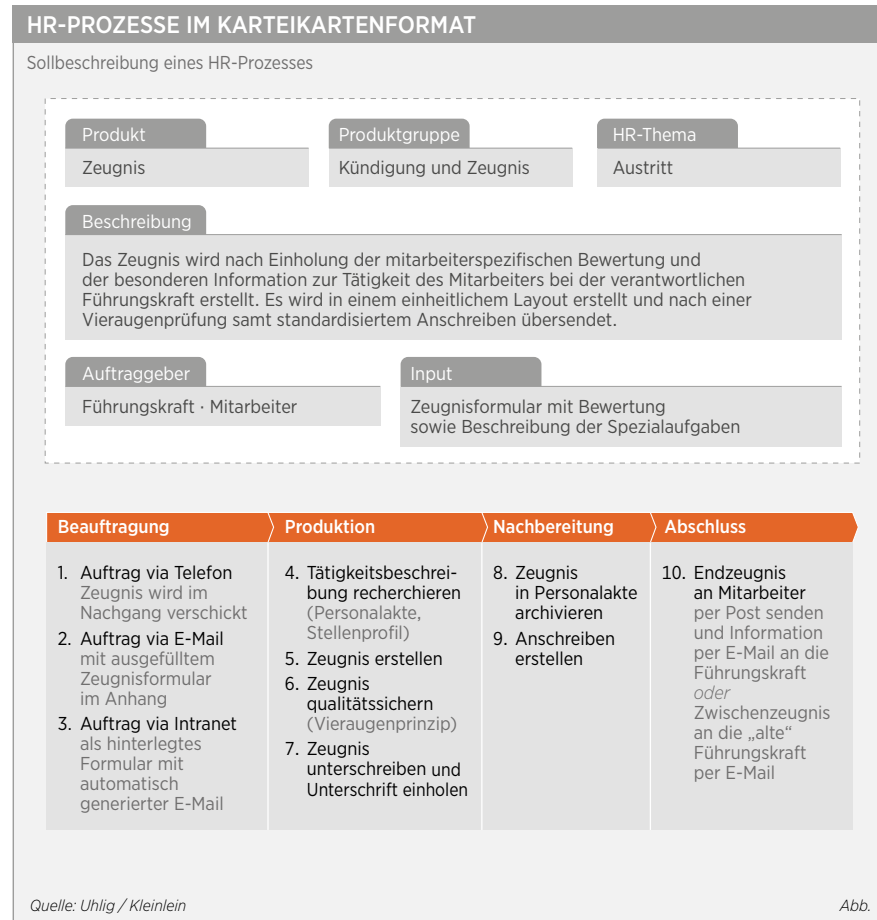 HR-PROZESSE IM KARTEIKARTENFORMAT
Sollbeschreibung eines HR-Prozesses
Produkt
Zeugnis
Produktgruppe
Kündigung und Zeugnis
HR-Thema
Austritt
Beschreibung
Das Zeugnis wird nach Einholung der mitarbeiterspezifischen Bewertung und
der besonderen Information zur Tätigkeit des Mitarbeiters bei der verantwortlichen
Führungskraft erstellt. Es wird in einem einheitlichem Layout erstellt und nach einer
Vieraugenprüfung samt standardisiertem Anschreiben übersendet.
Auftraggeber
Führungskraft · Mitarbeiter
Input
Zeugnisformular mit Bewertung
sowie Beschreibung der Spezialaufgaben
Beauftragung
1. Auftrag via Telefon
Zeugnis wird im
Nachgang verschickt
2. Auftrag via E-Mail
mit ausgefülltem
Zeugnisformular
im Anhang
3. Auftrag via Intranet
als hinterlegtes
Formular mit
automatisch
generierter E-Mail
Produktion
4. Tätigkeitsbeschrei-
bung recherchieren
(Personalakte,
Stellenprofil)
5. Zeugnis erstellen
6. Zeugnis
qualitätssichern
(Vieraugenprinzip)
7. Zeugnis
unterschreiben und
Unterschrift einholen
Nachbereitung
8. Zeugnis
in Personalakte
archivieren
9. Anschreiben
erstellen
Abschluss
10. Endzeugnis
an Mitarbeiter
per Post senden
und Information
per E-Mail an die
Führungskraft
oder
Zwischenzeugnis
an die „alte“
Führungskraft
per E-Mail
Quelle: Uhlig / Kleinlein
Abb.